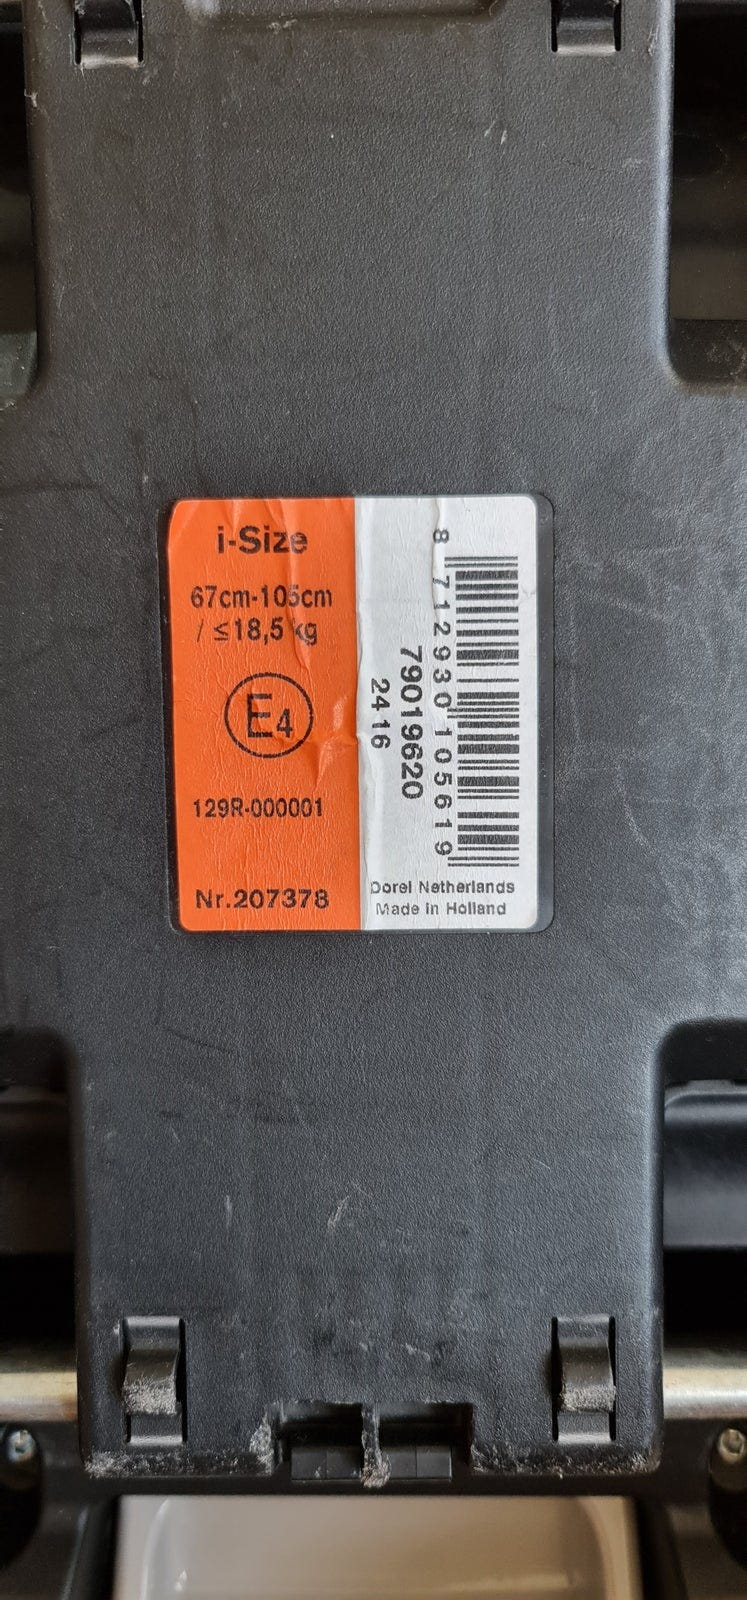 i-Size
67cm-105cm
/ ≤18,5 kg
E4
129R-000001
Nr.207378
8 712930 105619
79019620
24 16
Dorel Netherlands
Made in Holland